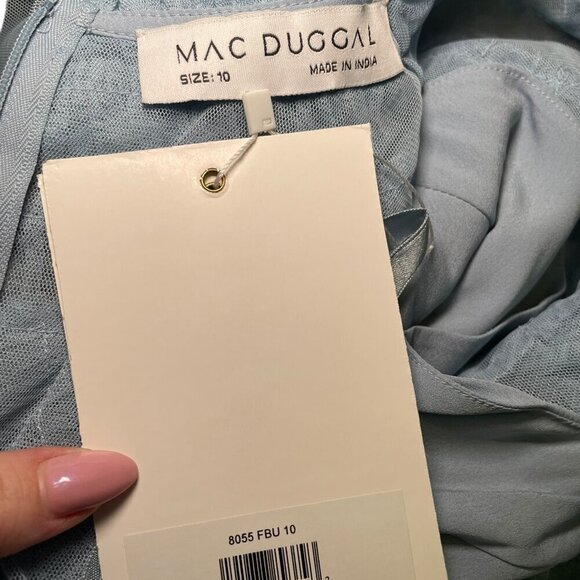 MAC DUGGAL
SIZE: 10 MADE IN INDIA
8055 FBU 10